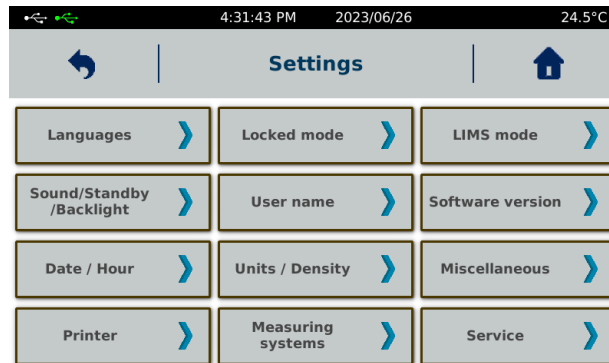 4:31:43 PM 2023/06/26 24.5°C
Settings
Languages
Locked mode
LIMS mode
Sound/Standby
/Backlight
User name
Software version
Date / Hour
Units / Density
Miscellaneous
Printer
Measuring
systems
Service